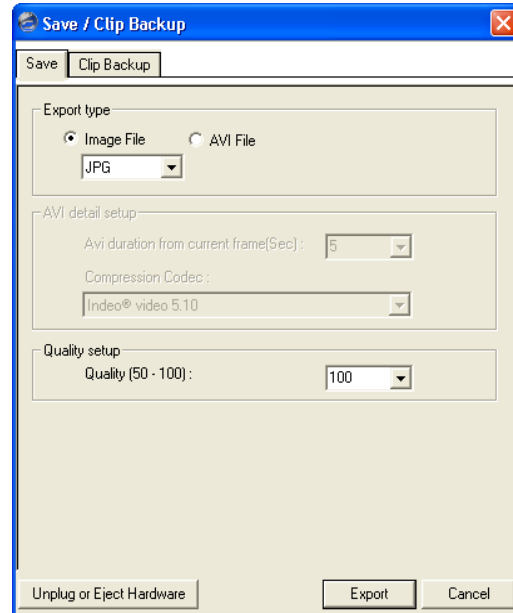 Save / Clip Backup
Save Clip Backup
Export type
Image File AVI File
JPG
AVI detail setup
Avi duration from current frame(Sec) : 5
Compression Codec :
Indeo® video 5.10
Quality setup
Quality (50 - 100) : 100
Unplug or Eject Hardware Export Cancel